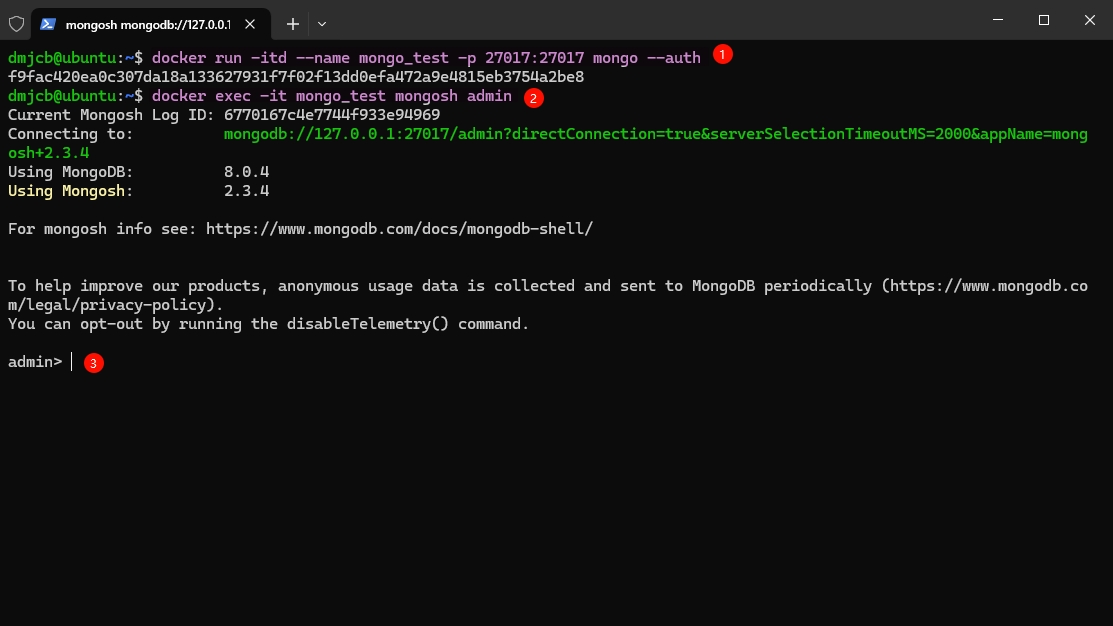 mongosh mongodb://127.0.0.1
dmjcb@ubuntu:~$ docker run -itd --name mongo_test -p 27017:27017 mongo --auth 1
f9fac420ea0c307da18a133627931f7f02f13dd0efa472a9e4815eb3754a2be8
dmjcb@ubuntu:~$ docker exec -it mongo_test mongosh admin 2
Current Mongosh Log ID: 6770167c4e7744f933e94969
Connecting to: mongodb://127.0.0.1:27017/admin?directConnection=true&serverSelectionTimeoutMS=2000&appName=mong
osh+2.3.4
Using MongoDB: 8.0.4
Using Mongosh: 2.3.4
For mongosh info see: https://www.mongodb.com/docs/mongodb-shell/
To help improve our products, anonymous usage data is collected and sent to MongoDB periodically (https://www.mongodb.co
m/legal/privacy-policy).
You can opt-out by running the disableTelemetry() command.
admin> 3